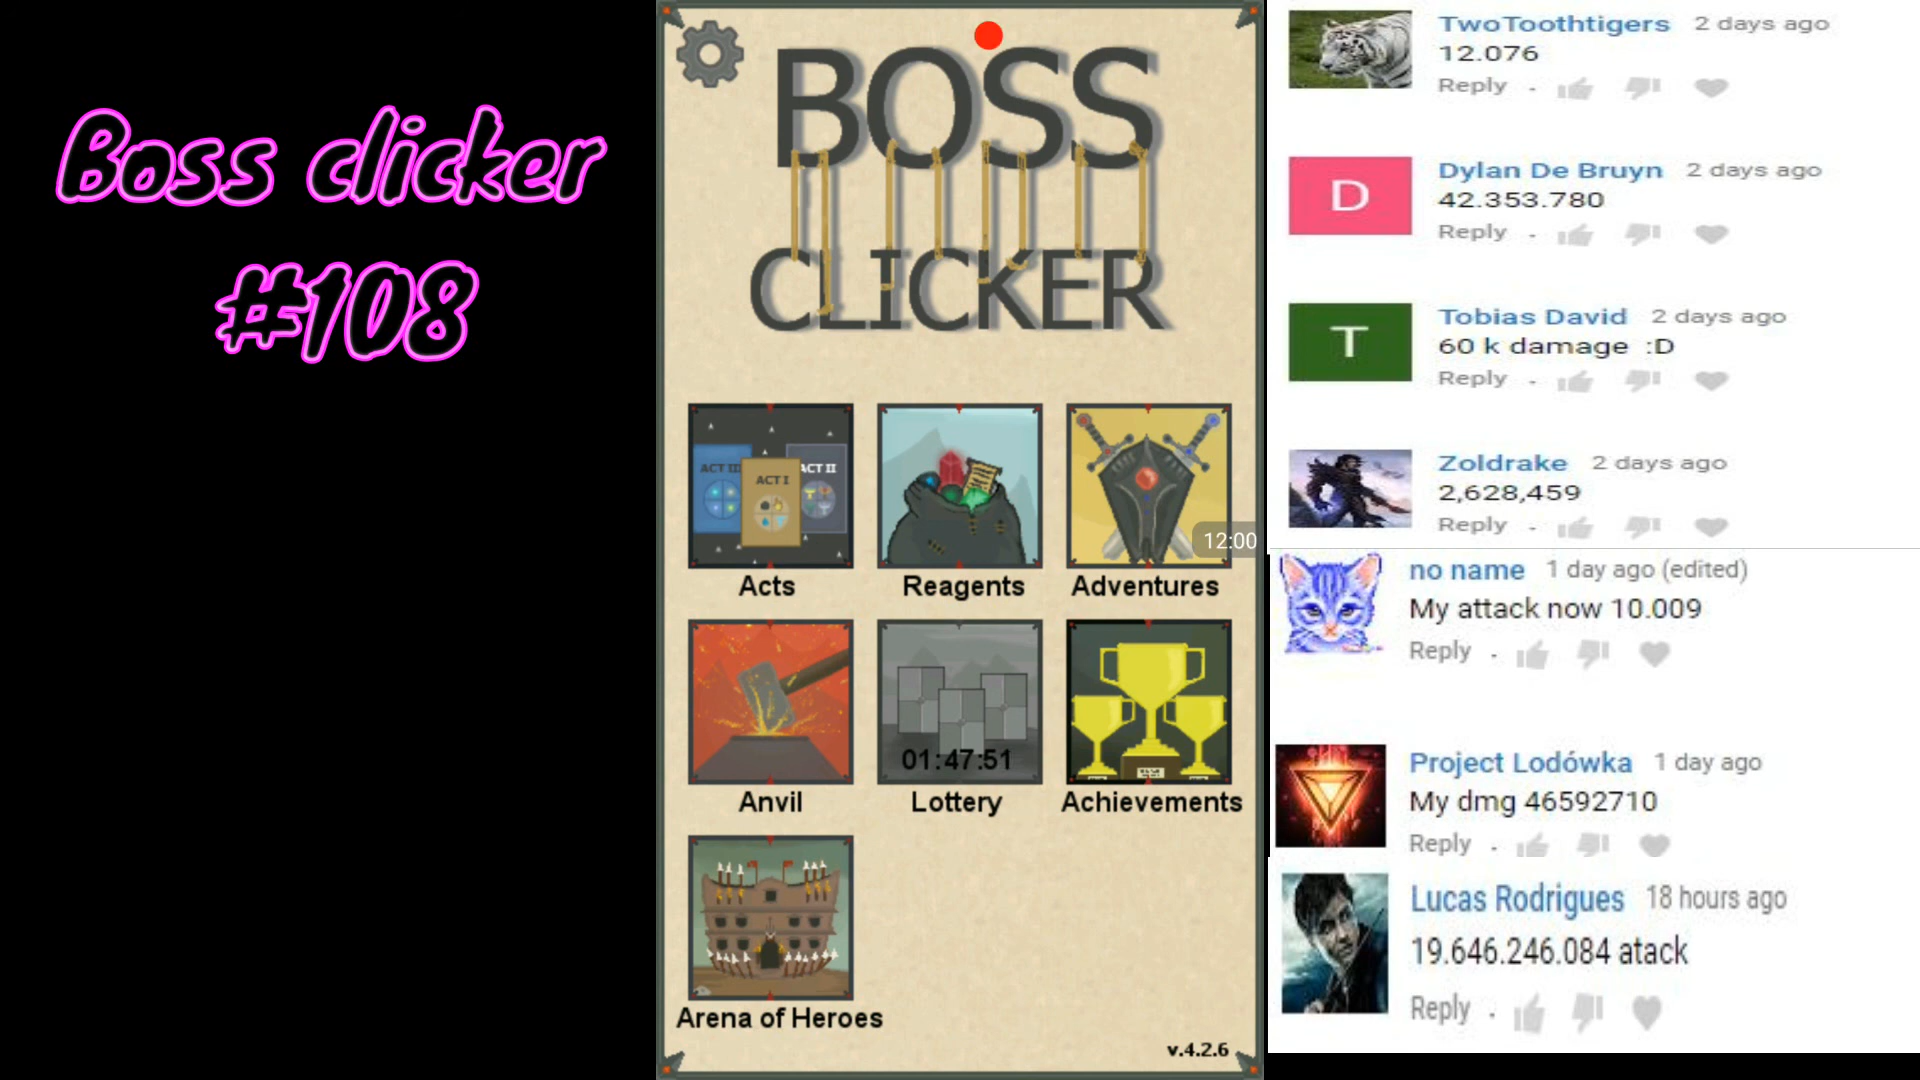 Boss clicker
#108
BOSS
CLICKER
ACT III
ACT I
ACT II
12:00
Acts
Reagents
Adventures
01:47:51
Anvil
Lottery
Achievements
Arena of Heroes
v.4.2.6
TwoToothtigers 2 days ago
12.076
Reply
D
Dylan De Bruyn 2 days ago
42.353.780
Reply
T
Tobias David 2 days ago
60 k damage :D
Reply
Zoldrake 2 days ago
2,628,459
Reply
no name 1 day ago (edited)
My attack now 10.009
Reply
Project Lodówka 1 day ago
My dmg 46592710
Reply
Lucas Rodrigues 18 hours ago
19.646.246.084 atack
Reply